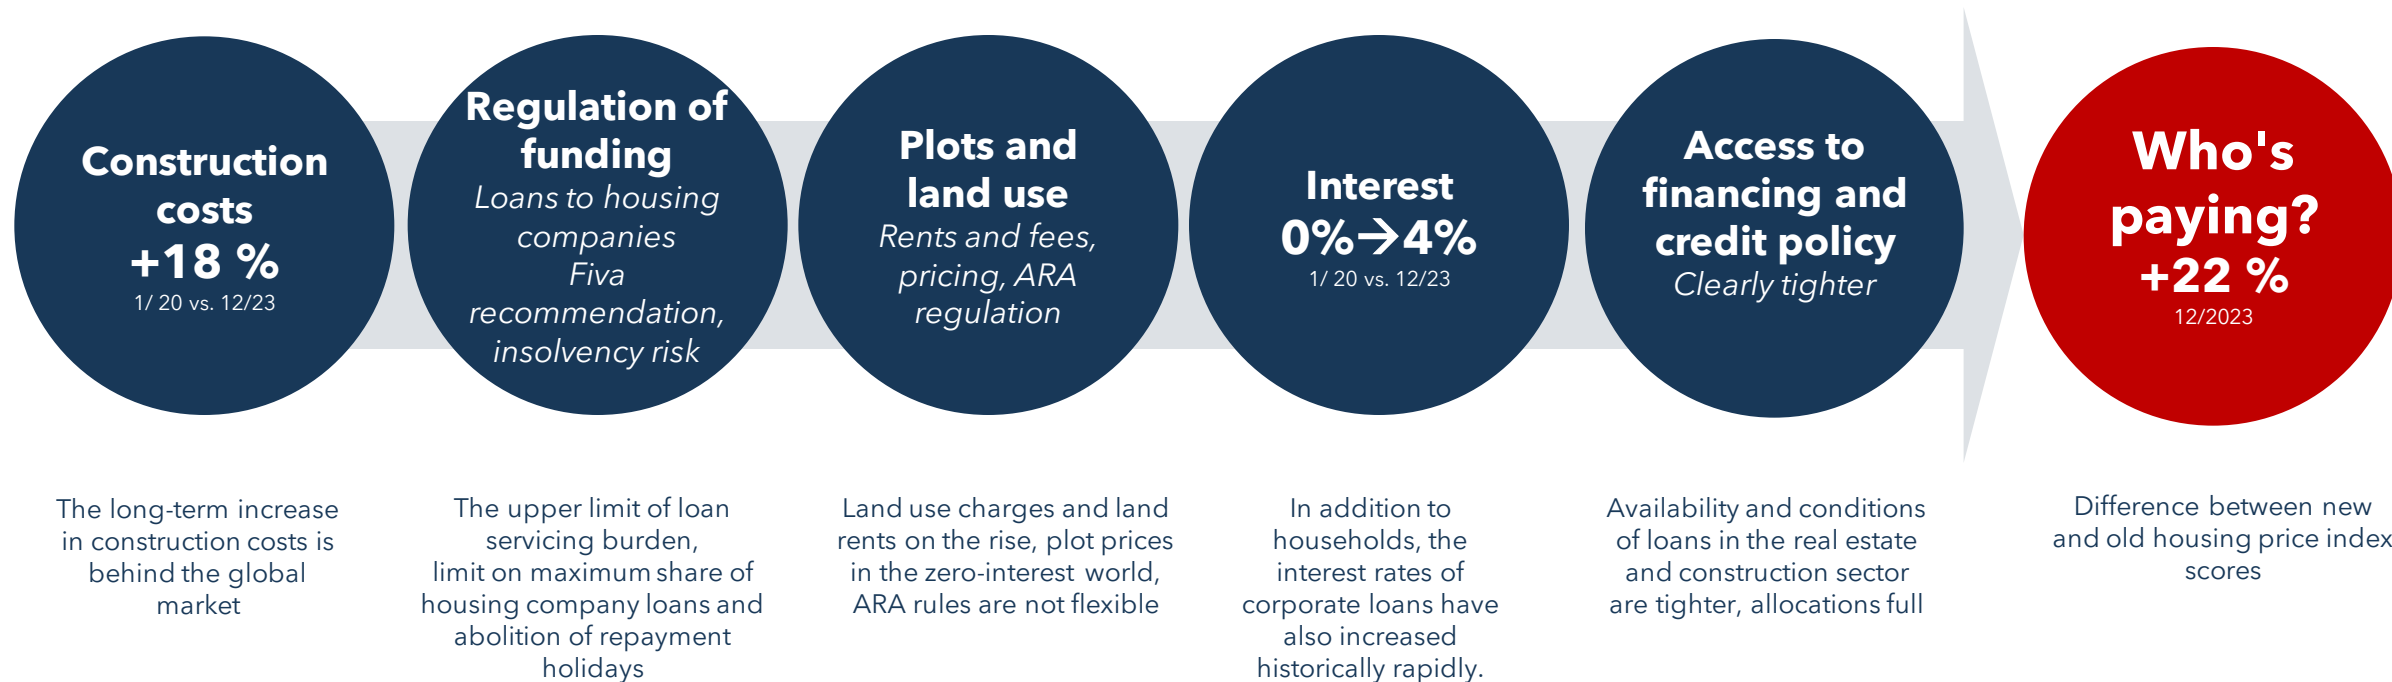 Construction
costs
+18 %
1/ 20 vs. 12/23
Regulation of
funding
Loans to housing
companies
Fiva
recommendation,
insolvency risk
Plots and
land use
Rents and fees,
pricing, ARA
regulation
Interest
0%→4%
1/ 20 vs. 12/23
Access to
financing and
credit policy
Clearly tighter
Who's
paying?
+22 %
12/2023
The long-term increase
in construction costs is
behind the global
market
The upper limit of loan
servicing burden,
limit on maximum share of
housing company loans and
abolition of repayment
holidays
Land use charges and land
rents on the rise, plot prices
in the zero-interest world,
ARA rules are not flexible
In addition to
households, the
interest rates of
corporate loans have
also increased
historically rapidly.
Availability and conditions
of loans in the real estate
and construction sector
are tighter, allocations full
Difference between new
and old housing price index
scores